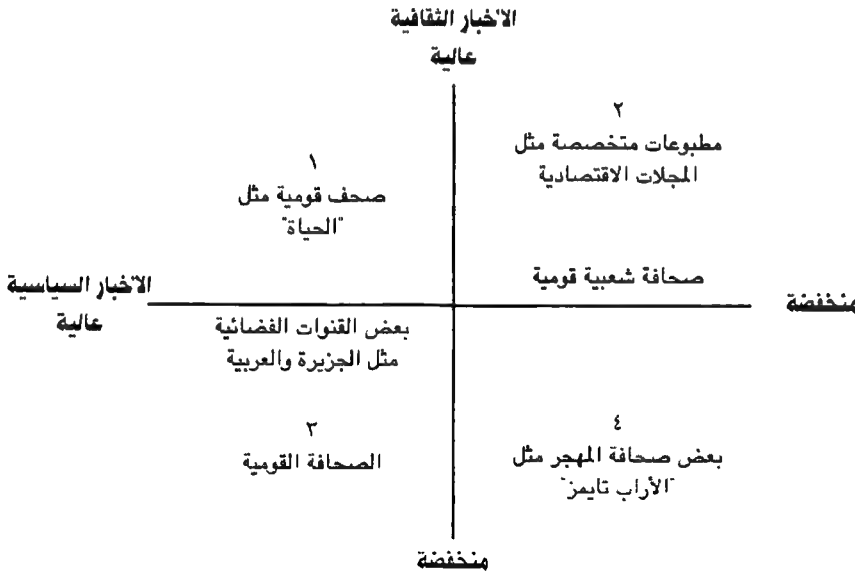 الاخبار الثقافية
عالية
٢
مطبوعات متخصصة مثل
المجلات الاقتصادية
١
صحف قومية مثل
"الحياة"
صحافة شعبية قومية
منخفضة
الاخبار السياسية
عالية
بعض القنوات الفضائية
مثل الجزيرة والعربية
٤
بعض صحافة المهجر مثل
"الأراب تايمز"
٣
الصحافة القومية
منخفضة